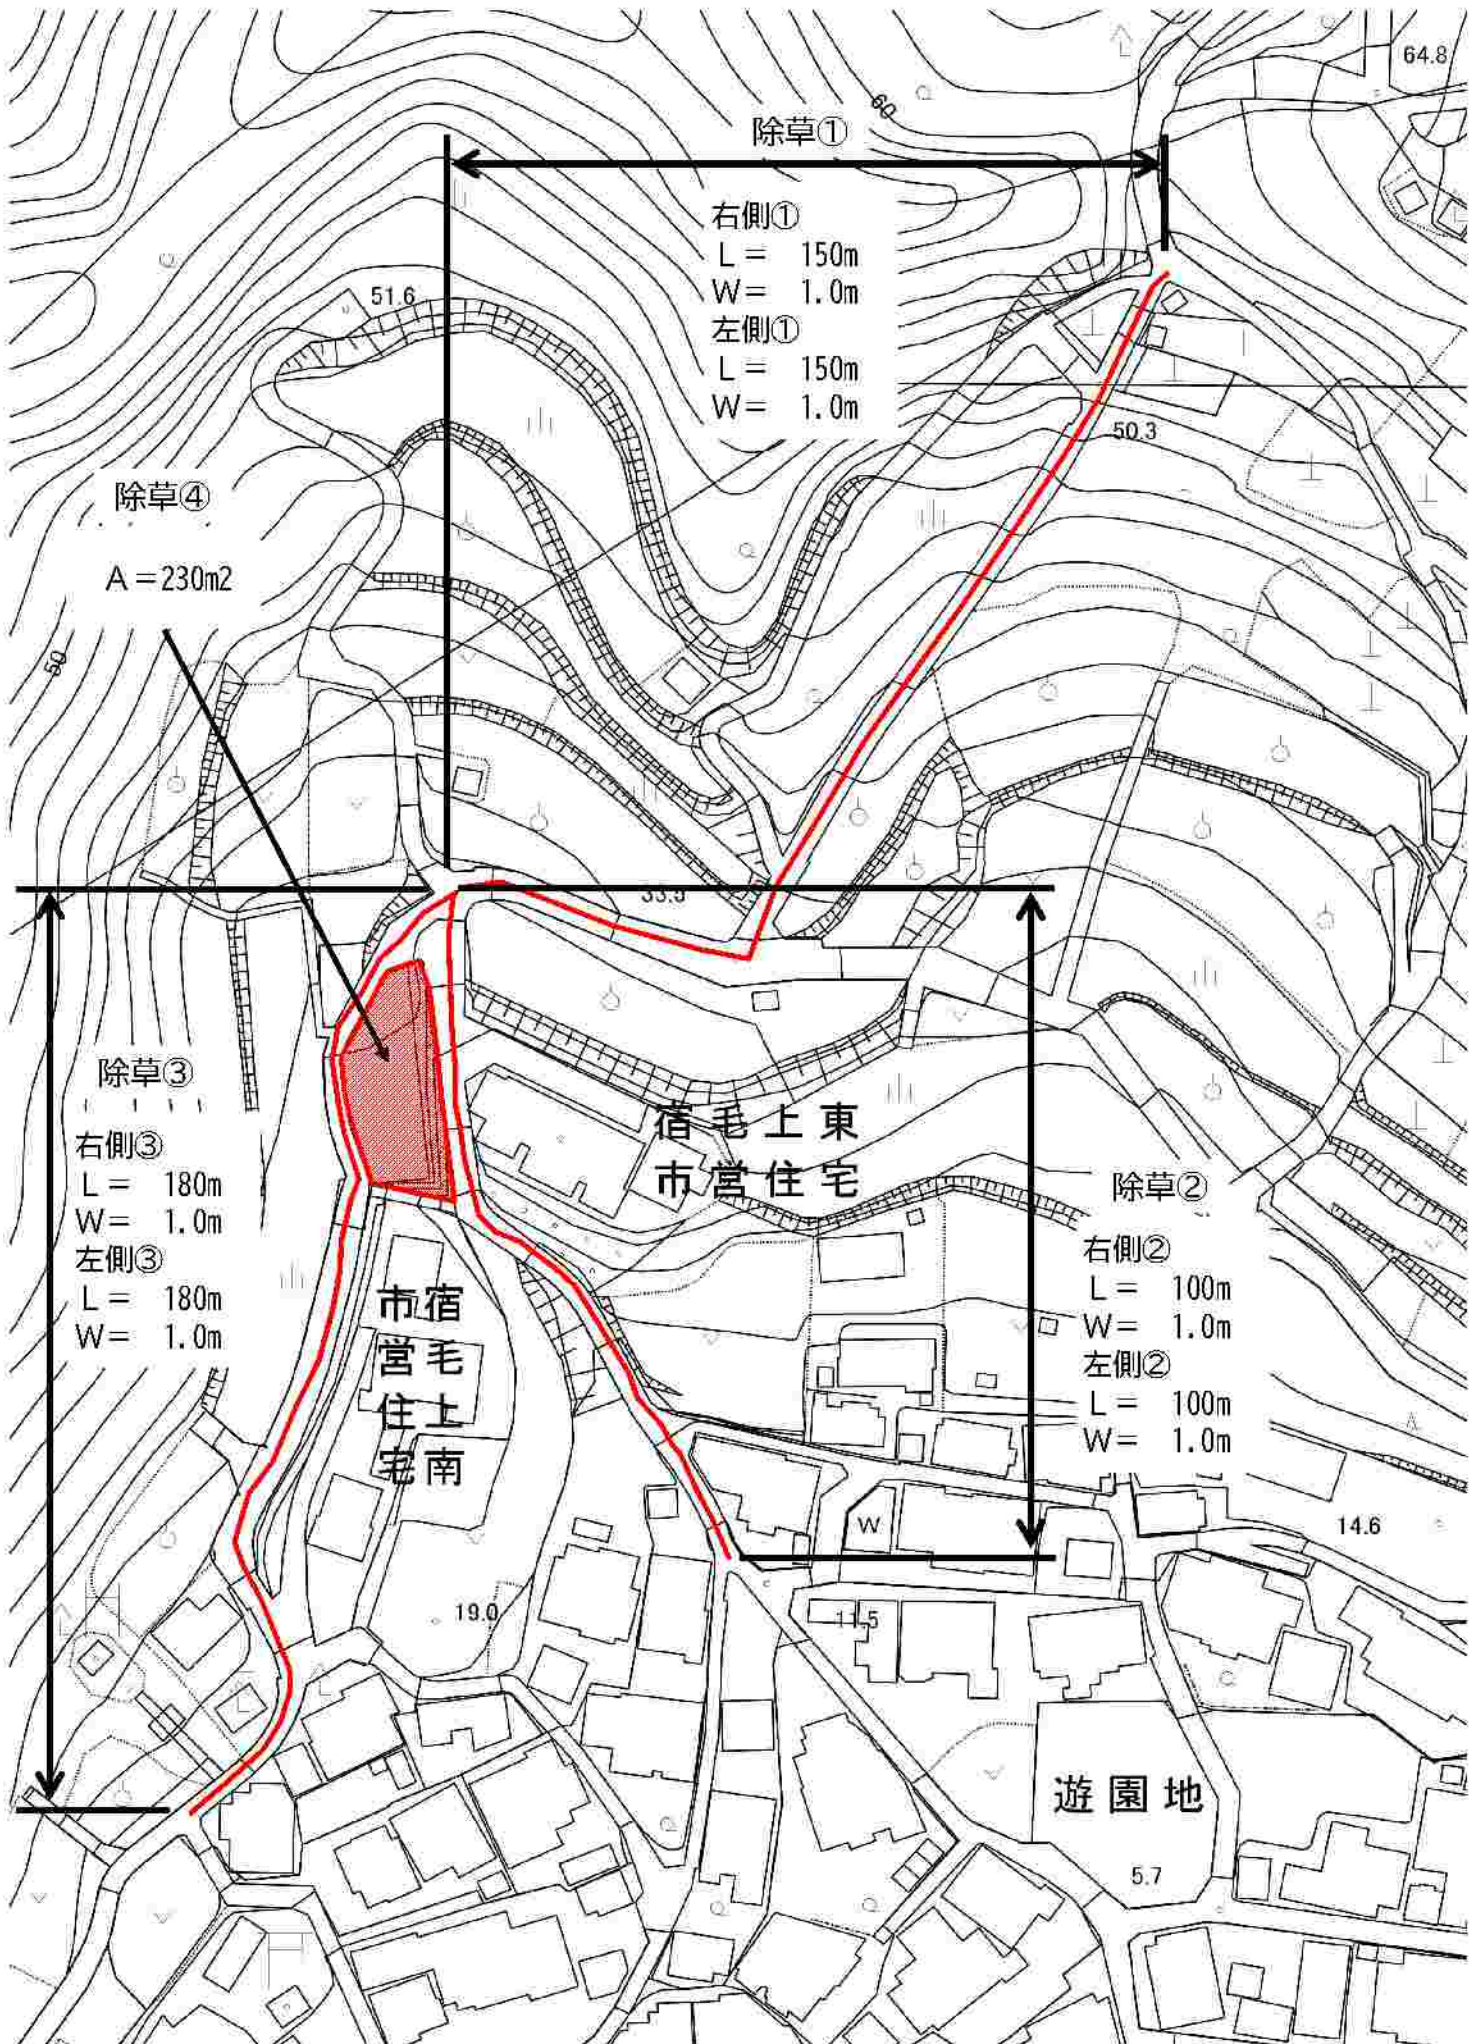 64.8
60
除草①
右側①
L= 150m
W= 1.0m
左側①
L= 150m
W= 1.0m
51.6
50.3
除草④
A=230m2
50
除草③
右側③
L= 180m
W= 1.0m
左側③
L= 180m
W= 1.0m
宿毛上東
市営住宅
除草②
右側②
L= 100m
W= 1.0m
左側②
L= 100m
W= 1.0m
宿毛上南
市営住宅
W
14.6
19.0
11.5
遊園地
5.7